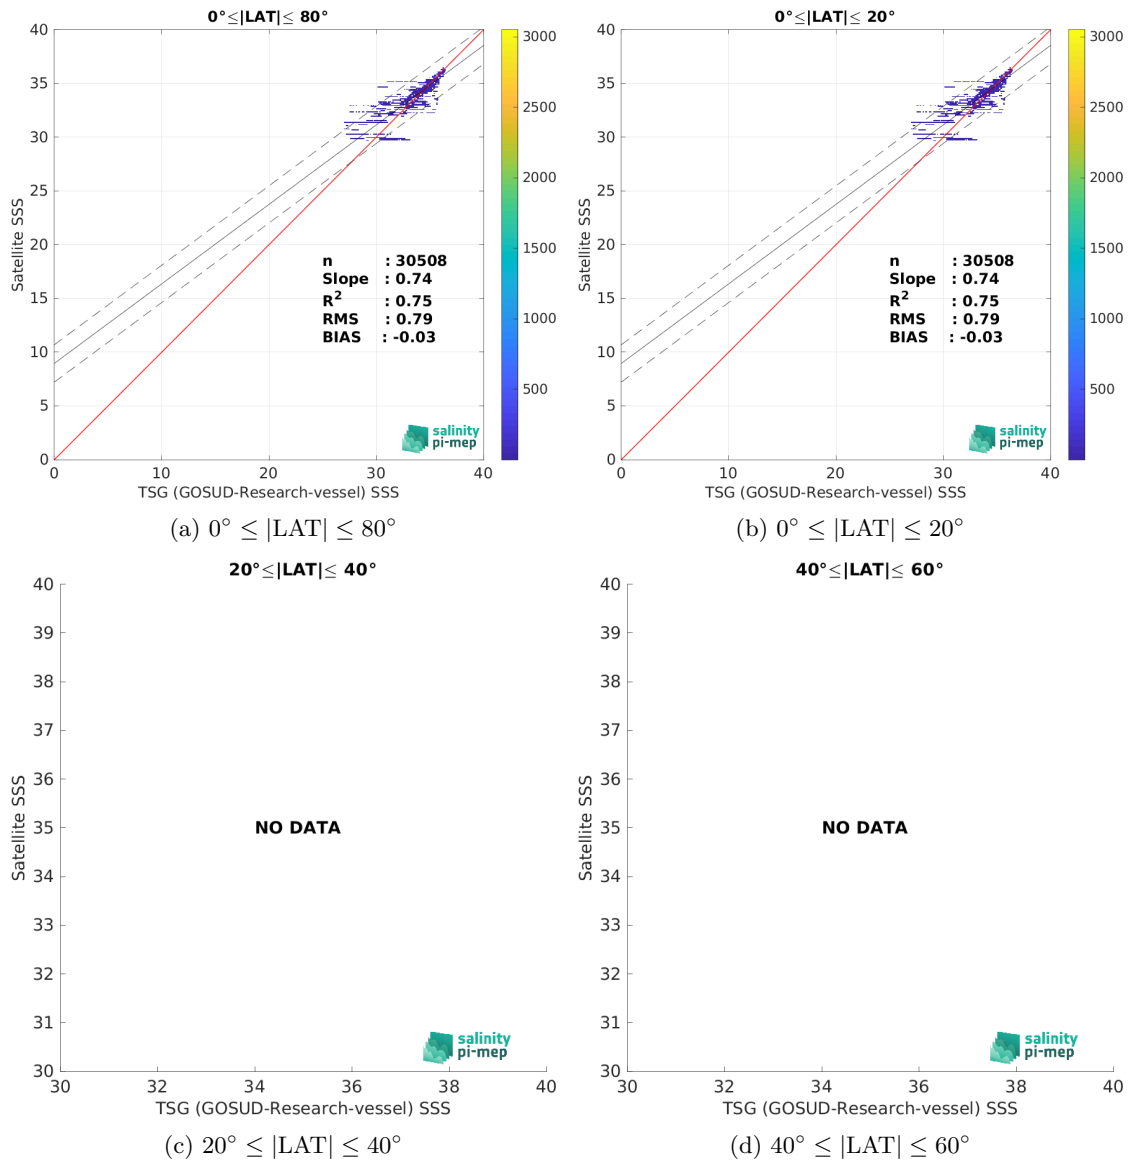 0°≤|LAT|≤ 80°
40
35
30
25
20
15
10
5
0
0
10
20
30
40
Satellite SSS
TSG (GOSUD-Research-vessel) SSS
n : 30508
Slope : 0.74
R² : 0.75
RMS : 0.79
BIAS : -0.03
salinity
pi-mep
3000
2500
2000
1500
1000
500
(a) 0° ≤ |LAT| ≤ 80°
0°≤|LAT|≤ 20°
40
35
30
25
20
15
10
5
0
0
10
20
30
40
Satellite SSS
TSG (GOSUD-Research-vessel) SSS
n : 30508
Slope : 0.74
R² : 0.75
RMS : 0.79
BIAS : -0.03
salinity
pi-mep
3000
2500
2000
1500
1000
500
(b) 0° ≤ |LAT| ≤ 20°
20°≤|LAT|≤ 40°
40
39
38
37
36
35
34
33
32
31
30
30
32
34
36
38
40
Satellite SSS
NO DATA
salinity
pi-mep
TSG (GOSUD-Research-vessel) SSS
(c) 20° ≤ |LAT| ≤ 40°
40°≤|LAT|≤ 60°
40
39
38
37
36
35
34
33
32
31
30
30
32
34
36
38
40
Satellite SSS
NO DATA
salinity
pi-mep
TSG (GOSUD-Research-vessel) SSS
(d) 40° ≤ |LAT| ≤ 60°